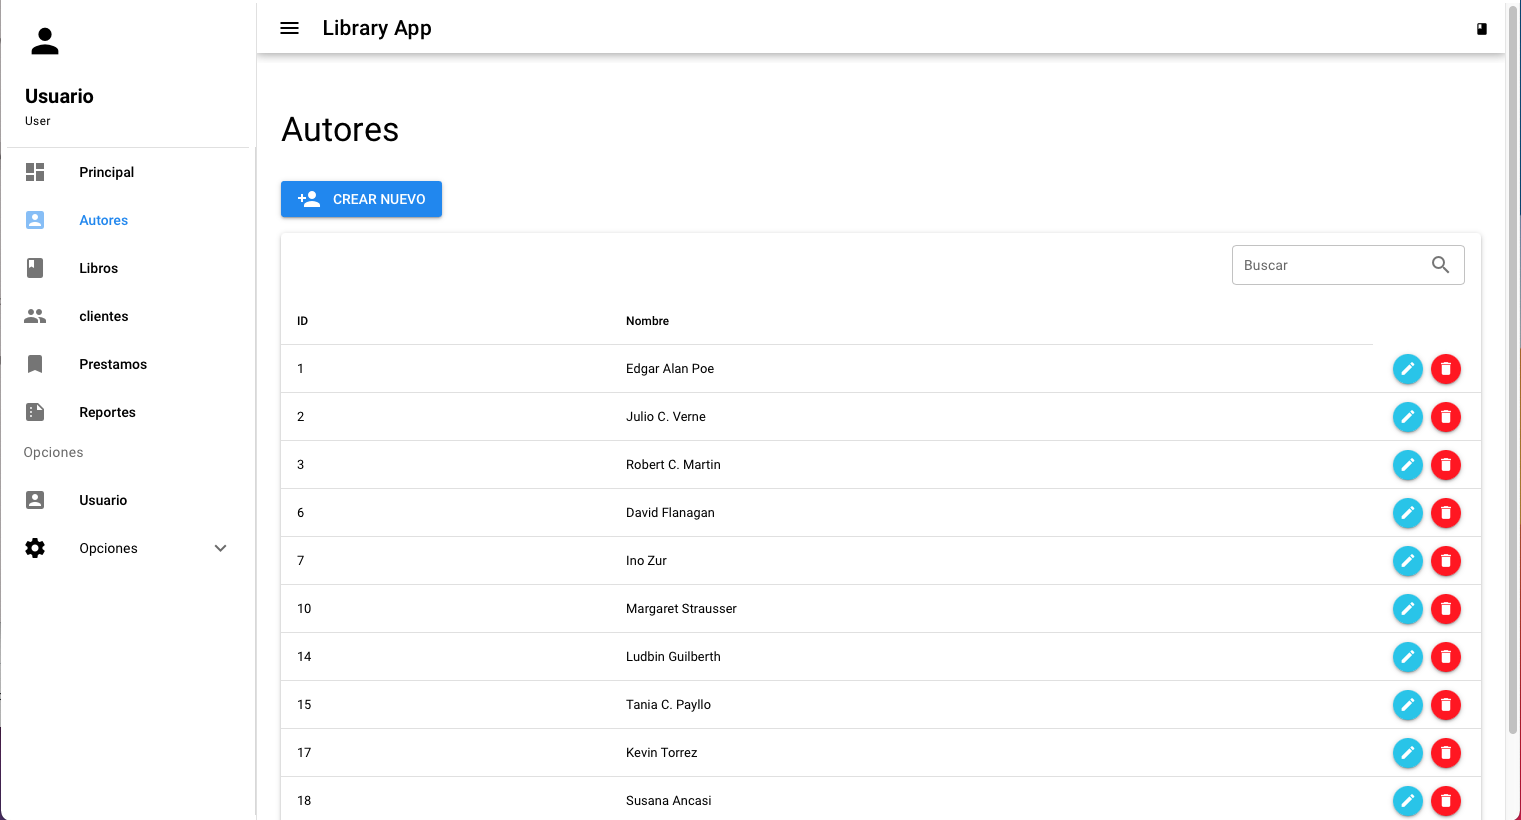 Library App
Usuario
User
Principal
Autores
Libros
clientes
Prestamos
Reportes
Opciones
Usuario
Opciones
Autores
CREAR NUEVO
Buscar
ID Nombre
1 Edgar Alan Poe
2 Julio C. Verne
3 Robert C. Martin
6 David Flanagan
7 Ino Zur
10 Margaret Strausser
14 Ludbin Guilberth
15 Tania C. Payllo
17 Kevin Torrez
18 Susana Ancasi